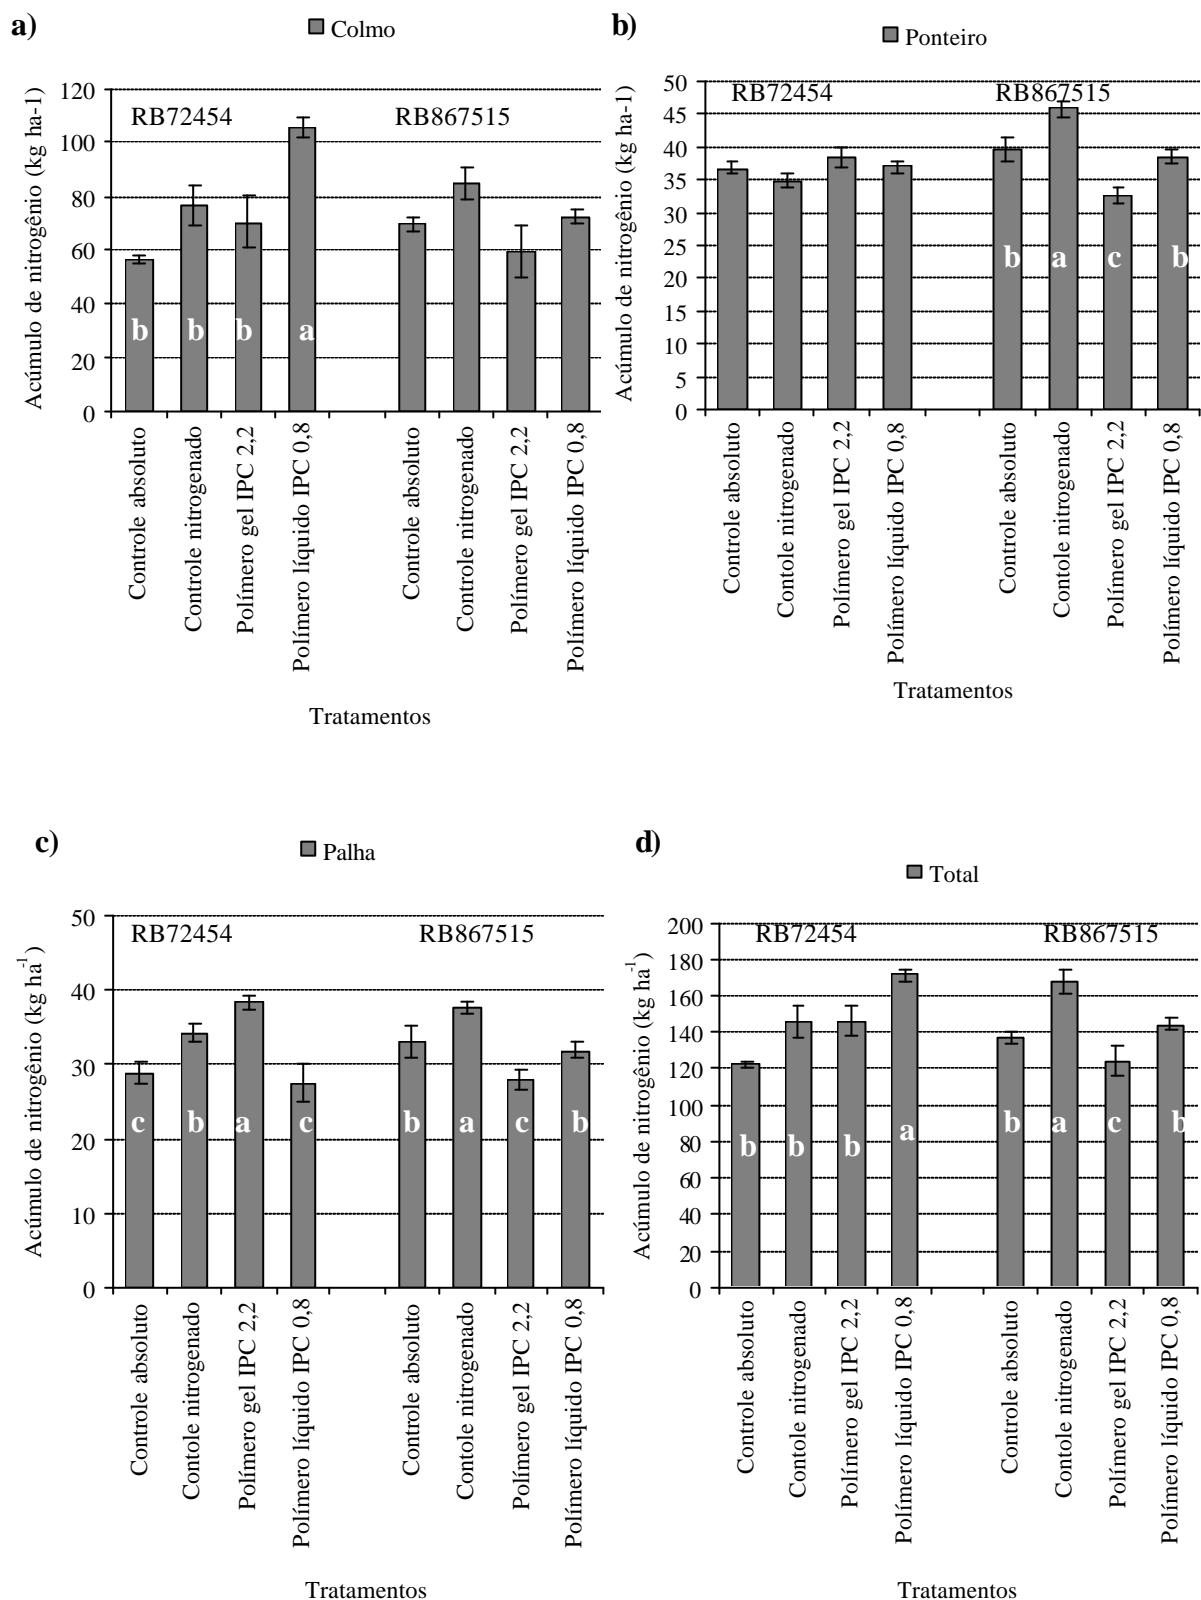 a)
Colmo
Acúmulo de nitrogênio (kg ha-1)
120
100
80
60
40
20
0
RB72454
RB867515
b
b
b
a
Controle absoluto
Controle nitrogenado
Polímero gel IPC 2,2
Polímero líquido IPC 0,8
Controle absoluto
Controle nitrogenado
Polímero gel IPC 2,2
Polímero líquido IPC 0,8
Tratamentos
b)
Ponteiro
Acúmulo de nitrogênio (kg ha-1)
50
45
40
35
30
25
20
15
10
5
0
RB72454
RB867515
b
a
c
b
Controle absoluto
Contole nitrogenado
Polímero gel IPC 2,2
Polímero líquido IPC 0,8
Controle absoluto
Contole nitrogenado
Polímero gel IPC 2,2
Polímero líquido IPC 0,8
Tratamentos
c)
Palha
Acúmulo de nitrogênio (kg ha-1)
50
40
30
20
10
0
RB72454
RB867515
c
b
a
c
b
a
c
b
Controle absoluto
Contole nitrogenado
Polímero gel IPC 2,2
Polímero líquido IPC 0,8
Controle absoluto
Contole nitrogenado
Polímero gel IPC 2,2
Polímero líquido IPC 0,8
Tratamentos
d)
Total
Acúmulo de nitrogênio (kg ha-1)
200
180
160
140
120
100
80
60
40
20
0
RB72454
RB867515
b
b
b
a
b
a
c
b
Controle absoluto
Contole nitrogenado
Polímero gel IPC 2,2
Polímero líquido IPC 0,8
Controle absoluto
Contole nitrogenado
Polímero gel IPC 2,2
Polímero líquido IPC 0,8
Tratamentos